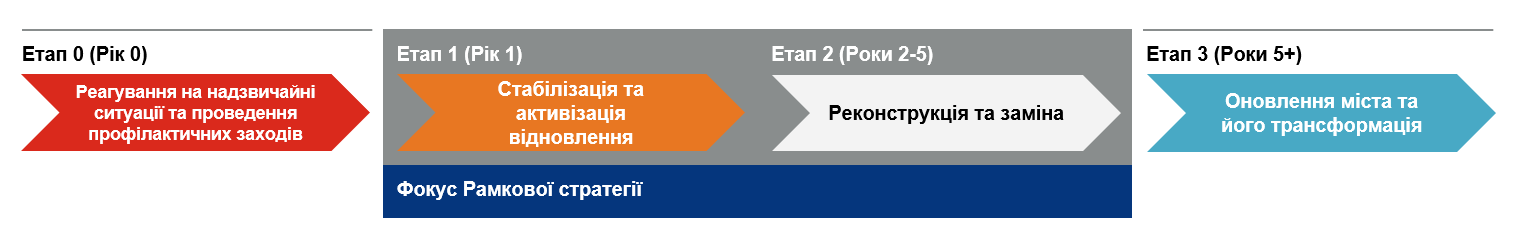 Етап 0 (Рік 0)
Реагування на надзвичайні
ситуації та проведення
профілактичних заходів
Етап 1 (Рік 1)
Стабілізація та
активізація
відновлення
Етап 2 (Роки 2-5)
Реконструкція та заміна
Етап 3 (Роки 5+)
Оновлення міста та
його трансформація
Фокус Рамкової стратегії